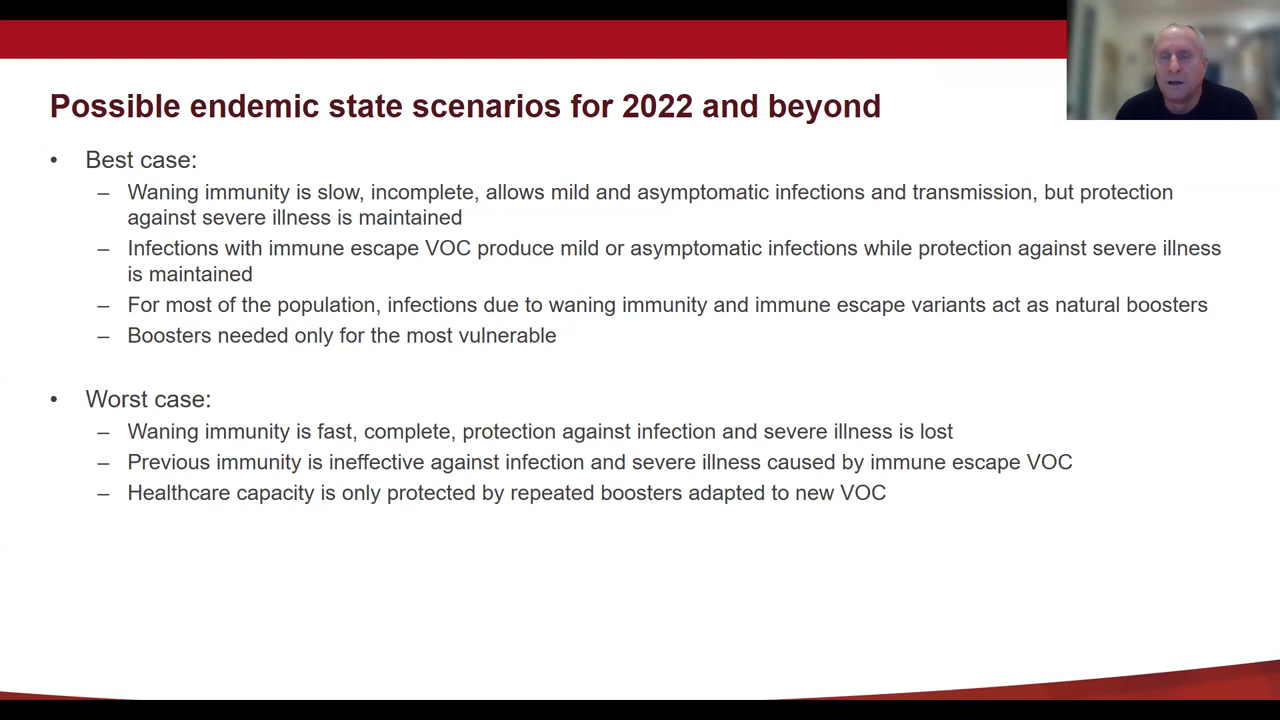 Possible endemic state scenarios for 2022 and beyond
• Best case:
– Waning immunity is slow, incomplete, allows mild and asymptomatic infections and transmission, but protection
against severe illness is maintained
– Infections with immune escape VOC produce mild or asymptomatic infections while protection against severe illness
is maintained
– For most of the population, infections due to waning immunity and immune escape variants act as natural boosters
– Boosters needed only for the most vulnerable
• Worst case:
– Waning immunity is fast, complete, protection against infection and severe illness is lost
– Previous immunity is ineffective against infection and severe illness caused by immune escape VOC
– Healthcare capacity is only protected by repeated boosters adapted to new VOC